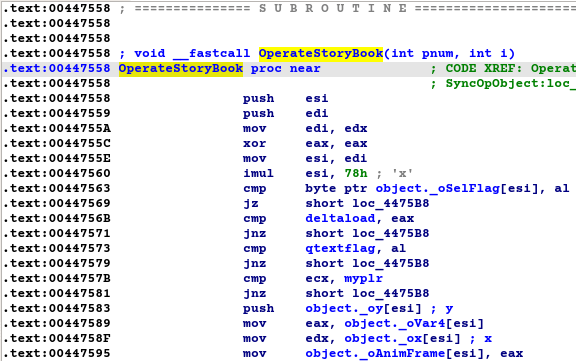 .text:00447558 ; =============== S U B R O U T I N E =======================
.text:00447558
.text:00447558
.text:00447558 ; void __fastcall OperateStoryBook(int pnum, int i)
.text:00447558 OperateStoryBook proc near ; CODE XREF: Operat
.text:00447558 ; SyncOpObject:loc_
.text:00447558 push esi
.text:00447559 push edi
.text:0044755A mov edi, edx
.text:0044755C xor eax, eax
.text:0044755E mov esi, edi
.text:00447560 imul esi, 78h ; 'x'
.text:00447563 cmp byte ptr object._oSelFlag[esi], al
.text:00447569 jz short loc_4475B8
.text:0044756B cmp deltaload, eax
.text:00447571 jnz short loc_4475B8
.text:00447573 cmp qtextflag, al
.text:00447579 jnz short loc_4475B8
.text:0044757B cmp ecx, myplr
.text:00447581 jnz short loc_4475B8
.text:00447583 push object._oy[esi] ; y
.text:00447589 mov eax, object._oVar4[esi]
.text:0044758F mov edx, object._ox[esi] ; x
.text:00447595 mov object._oAnimFrame[esi], eax